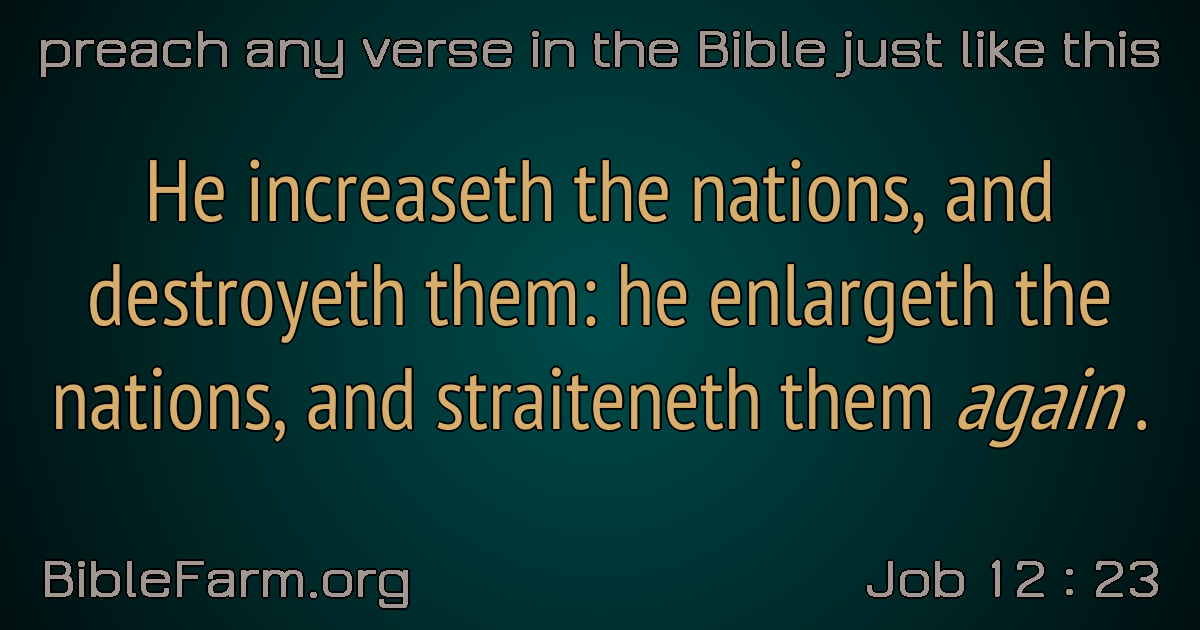 preach any verse in the Bible just like this
He increaseth the nations, and
destroyeth them: he enlargeth the
nations, and straiteneth them again .
BibleFarm.org
Job 12 : 23